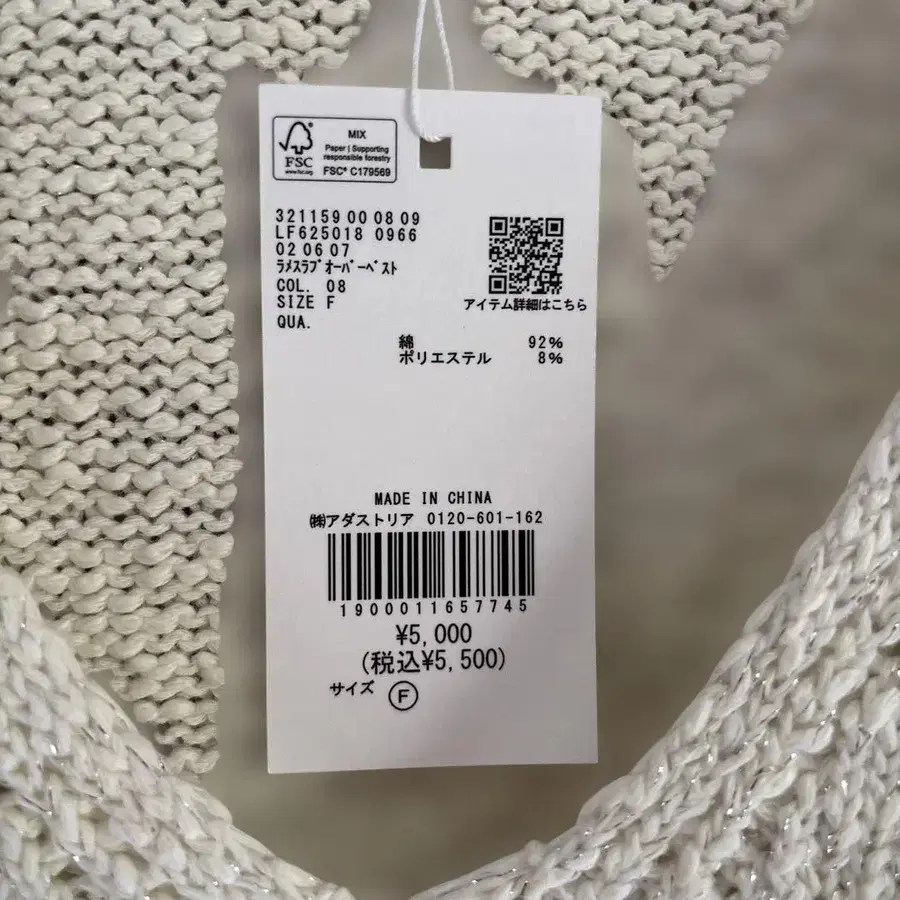 FSC
www.fsc.org
MIX
Paper | Supporting
responsible forestry
FSC® C179569
321159 00 08 09
LF625018 0966
02 06 07
ﾗﾒｽﾗﾌﾞｵｰﾊﾞｰﾍﾞｽﾄ
COL. 08
SIZE F
QUA.
アイテム詳細はこちら
綿 92%
ポリエステル 8%
MADE IN CHINA
㈱アダストリア 0120-601-162
1900011657745
¥5,000
(税込¥5,500)
サイズ Ⓕ